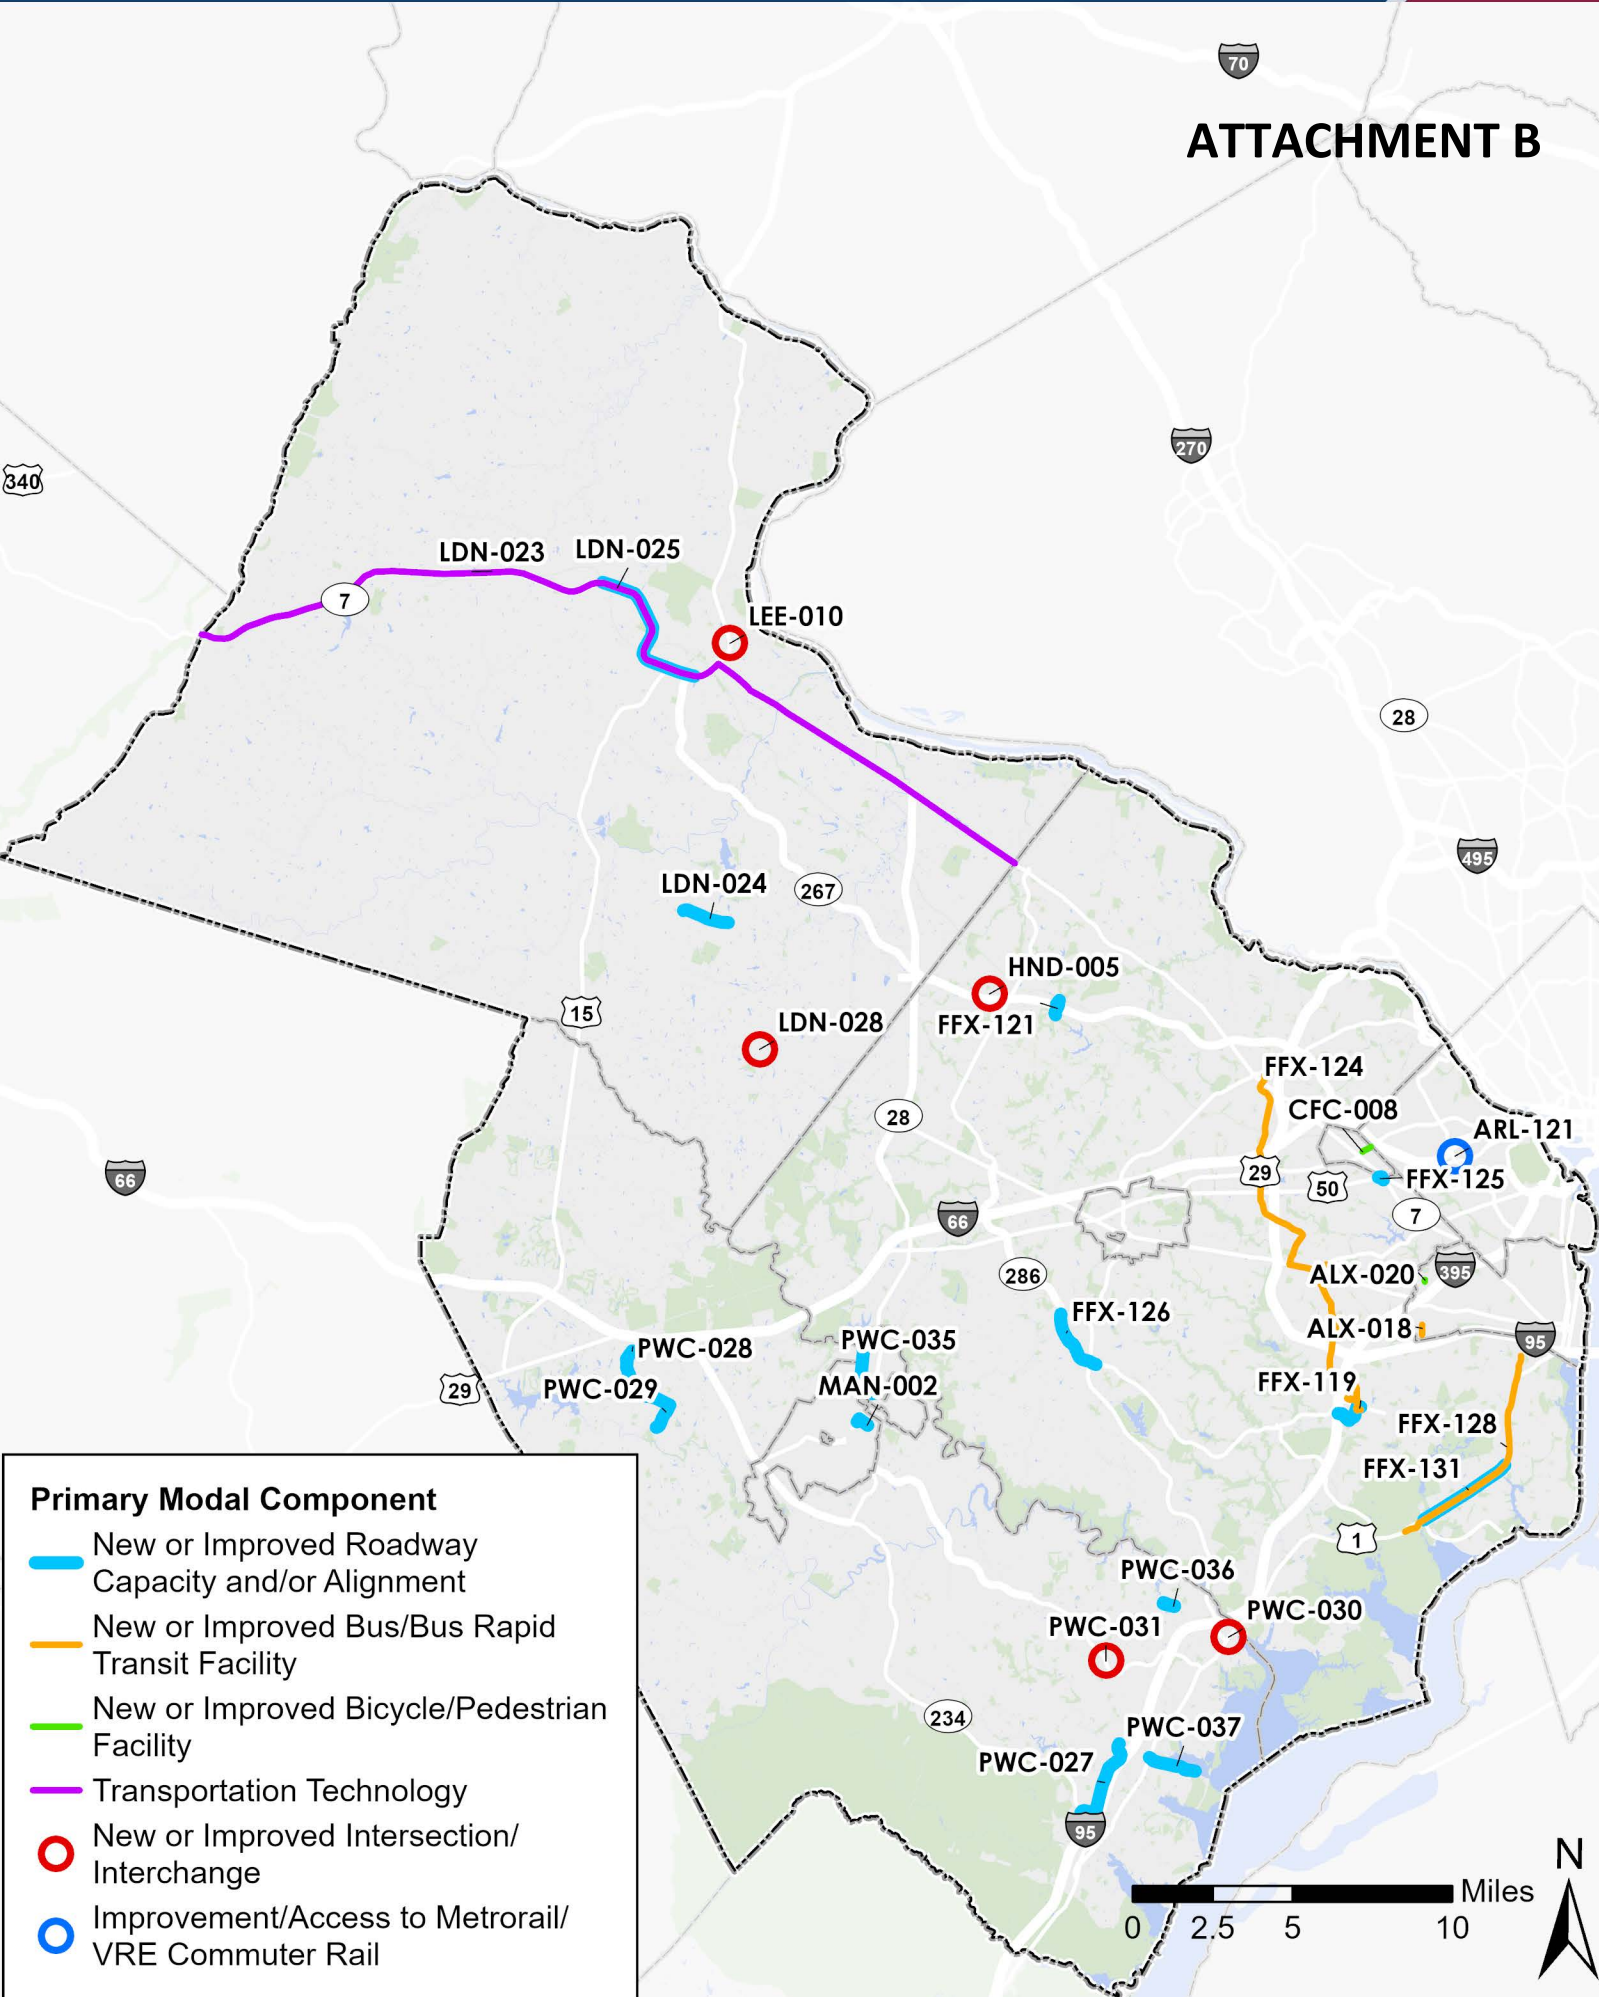 70
ATTACHMENT B
270
340
LDN-023
LDN-025
7
LEE-010
28
495
LDN-024
267
HND-005
15
LDN-028
FFX-121
FFX-124
CFC-008
28
ARL-121
66
29
50
FFX-125
66
7
286
ALX-020
395
FFX-126
ALX-018
PWC-035
95
PWC-028
MAN-002
FFX-119
29
PWC-029
FFX-128
FFX-131
1
PWC-036
PWC-030
PWC-031
234
PWC-037
PWC-027
95
Primary Modal Component
New or Improved Roadway
Capacity and/or Alignment
New or Improved Bus/Bus Rapid
Transit Facility
New or Improved Bicycle/Pedestrian
Facility
Transportation Technology
New or Improved Intersection/
Interchange
Improvement/Access to Metrorail/
VRE Commuter Rail
N
Miles
0 2.5 5 10